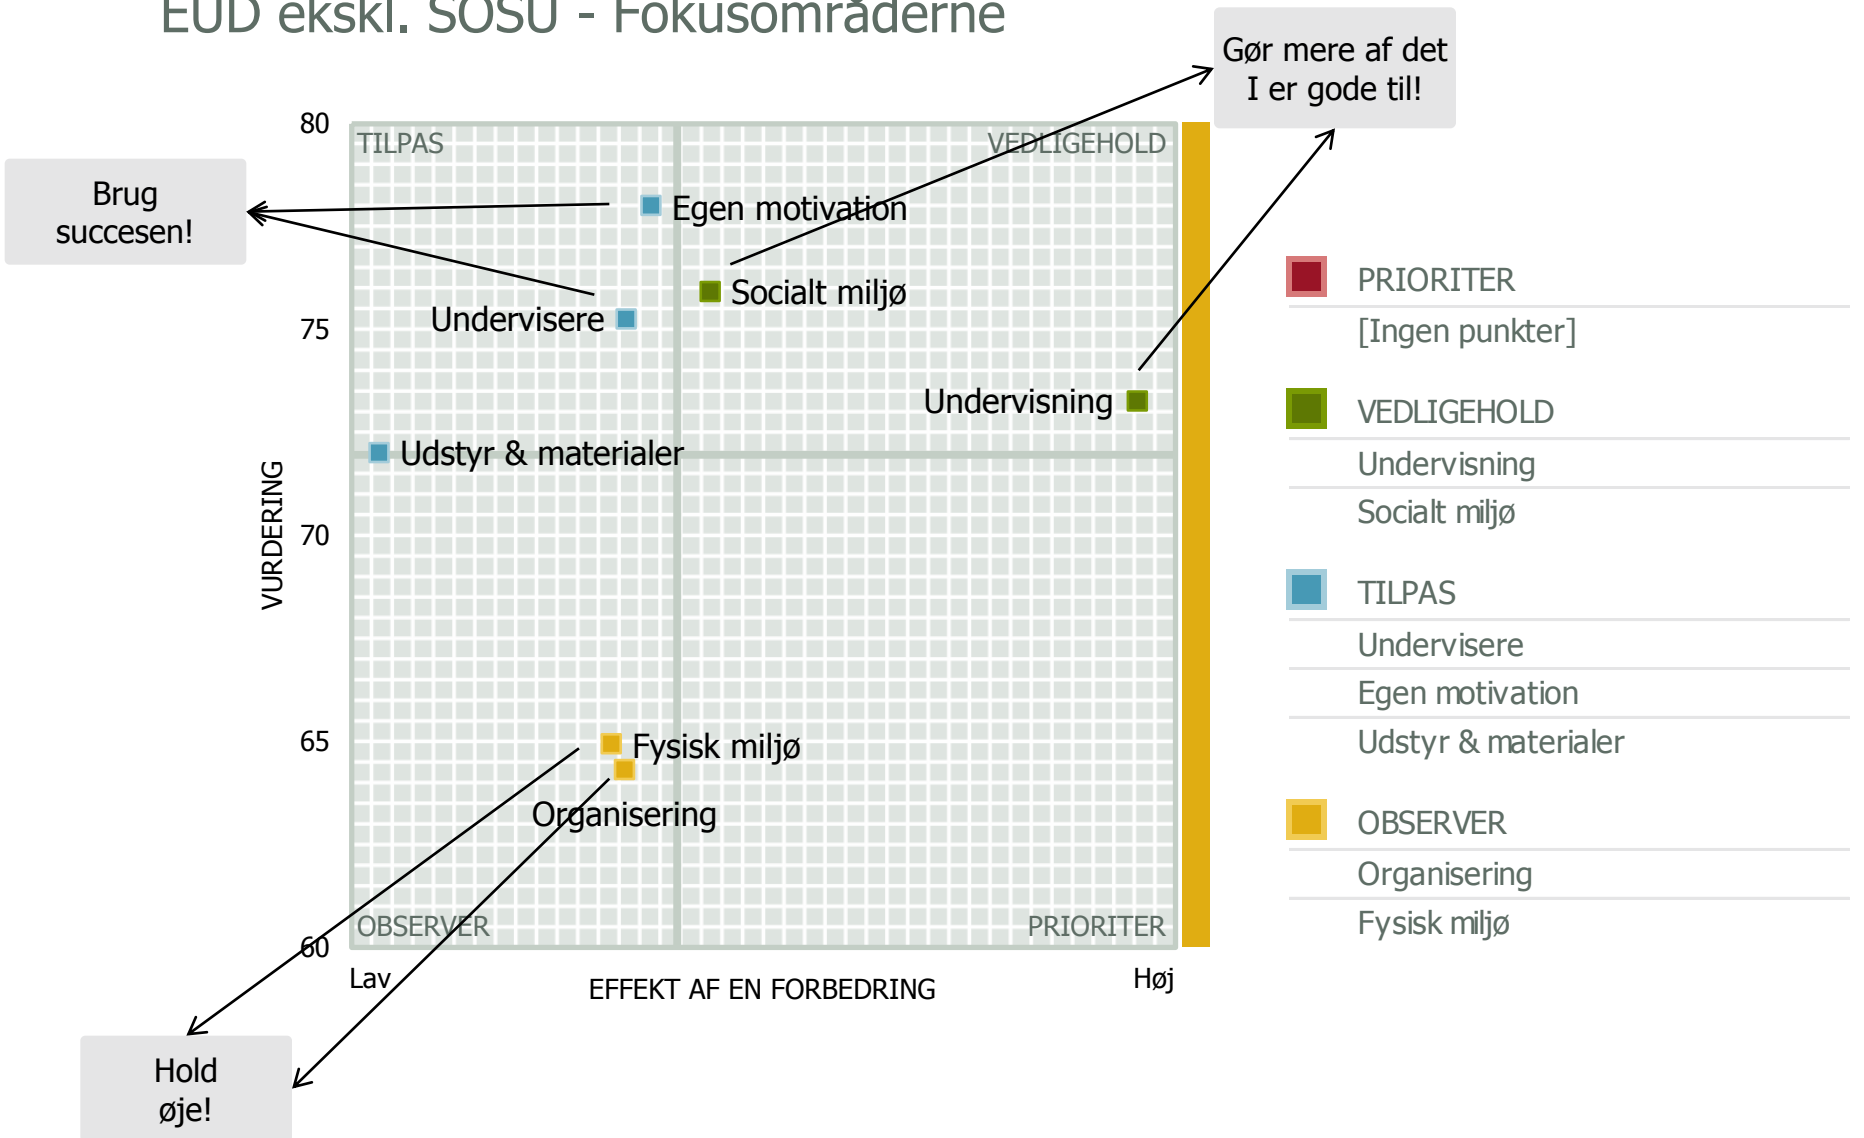 EUD ekskl. SOSU - Fokusområderne
Gør mere af det
I er gode til!
Brug
succesen!
80
75
70
65
60
VURDERING
TILPAS
VEDLIGEHOLD
Egen motivation
Socialt miljø
Undervisere
Undervisning
Udstyr & materialer
Fysisk miljø
Organisering
OBSERVER
PRIORITER
Lav
EFFEKT AF EN FORBEDRING
Høj
Hold
øje!
PRIORITER
[Ingen punkter]
VEDLIGEHOLD
Undervisning
Socialt miljø
TILPAS
Undervisere
Egen motivation
Udstyr & materialer
OBSERVER
Organisering
Fysisk miljø